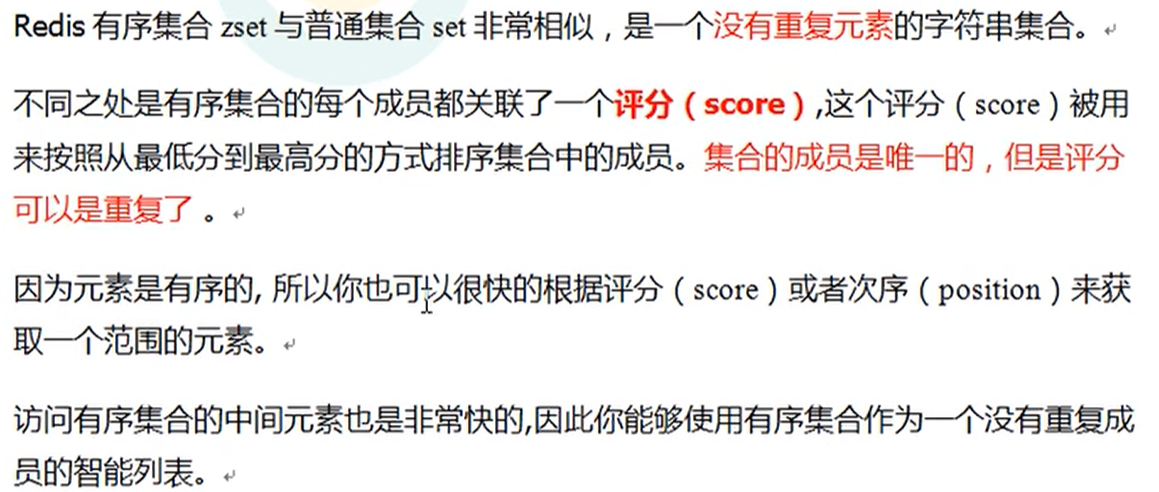 Redis 有序集合 zset 与普通集合 set 非常相似，是一个没有重复元素的字符串集合。
不同之处是有序集合的每个成员都关联了一个评分（score）,这个评分（score）被用
来按照从最低分到最高分的方式排序集合中的成员。集合的成员是唯一的，但是评分
可以是重复了 。
因为元素是有序的, 所以你也可以很快的根据评分（score）或者次序（position）来获
取一个范围的元素。
访问有序集合的中间元素也是非常快的,因此你能够使用有序集合作为一个没有重复成
员的智能列表。